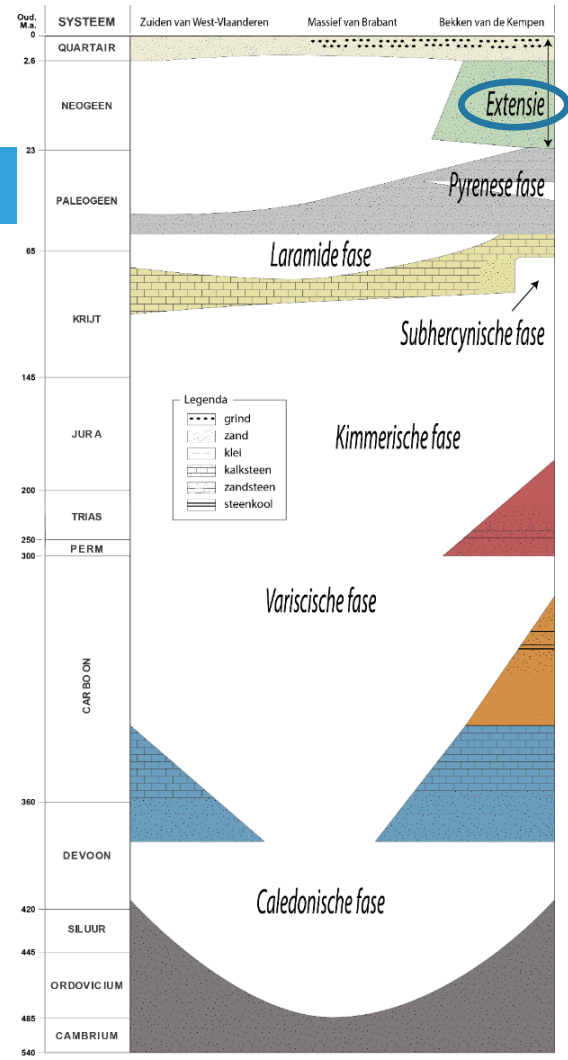 Oud.
M.a.
SYSTEEM
Zuiden van West-Vlaanderen
Massief van Brabant
Bekken van de Kempen
0
QUARTAIR
2.6
NEOGEEN
Extensie
23
PALEOGEEN
Pyrenese fase
65
Laramide fase
KRIJT
Subhercynische fase
145
Legenda
grind
zand
klei
kalksteen
zandsteen
steenkool
JURA
Kimmerische fase
200
TRIAS
250
PERM
300
Variscische fase
CARBOON
360
DEVOON
Caledonische fase
420
SILUUR
445
ORDOVICIUM
485
CAMBRIUM
540